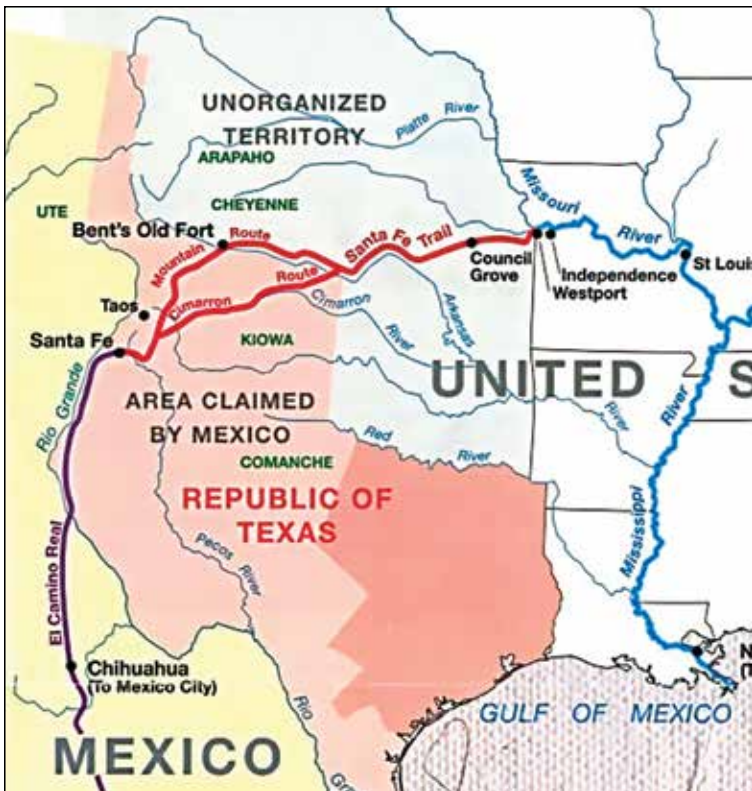 UNORGANIZED
TERRITORY
Platte River
ARAPAHO
Missouri
River
UTE
CHEYENNE
Bent's Old Fort
Mountain Route
Santa Fe Trail
Council
Grove
Independence
Westport
St Louis
Cimarron Route
Taos
Cimarron
River
Arkansas
Santa Fe
KIOWA
UNITED S
Rio Grande
AREA CLAIMED
BY MEXICO
River
River
COMANCHE
Red
River
REPUBLIC OF
TEXAS
Mississippi
Pecos
River
El Camino Real
Chihuahua
(To Mexico City)
N
(T
Rio
Gr
GULF OF MEXICO
MEXICO